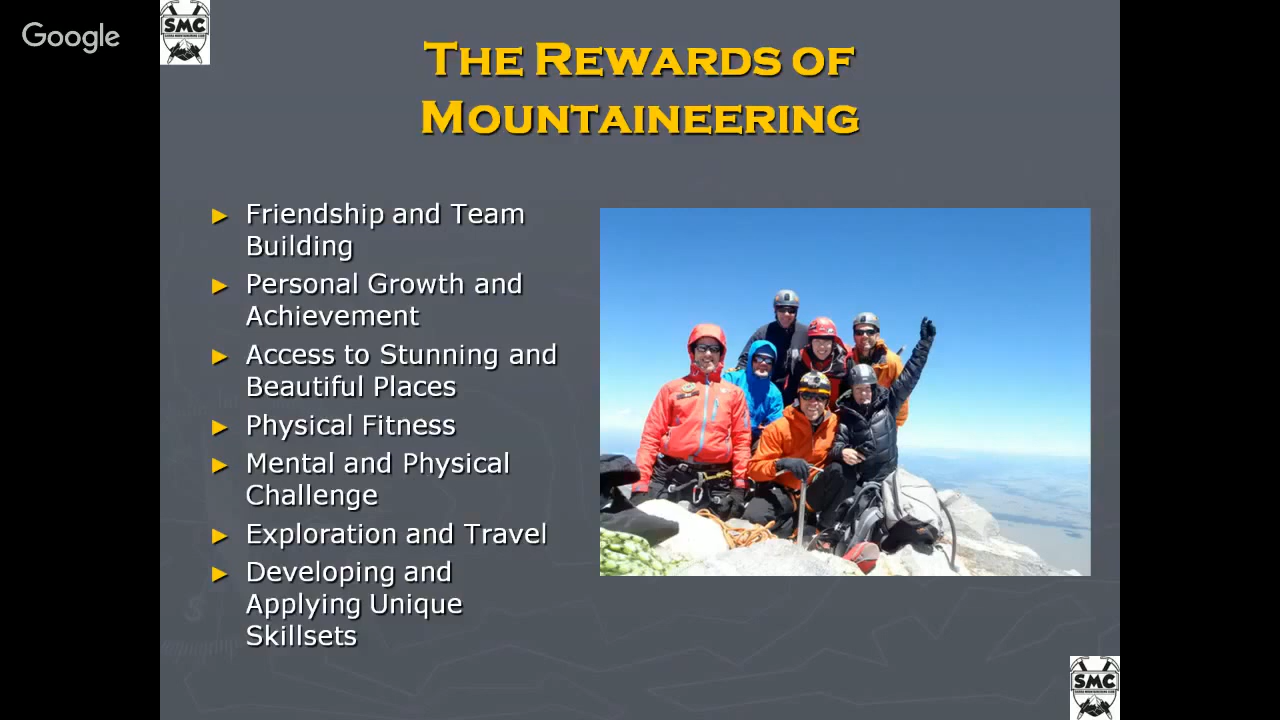 Google
SMC
The Rewards of
Mountaineering
Friendship and Team
Building
Personal Growth and
Achievement
Access to Stunning and
Beautiful Places
Physical Fitness
Mental and Physical
Challenge
Exploration and Travel
Developing and
Applying Unique
Skillsets
SMC